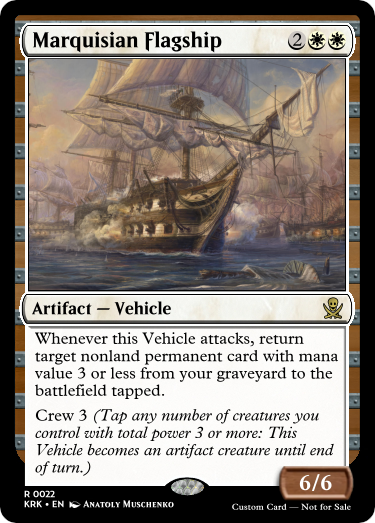 Marquisian Flagship 2
Artifact — Vehicle
Whenever this Vehicle attacks, return
target nonland permanent card with mana
value 3 or less from your graveyard to the
battlefield tapped.
Crew 3 (Tap any number of creatures you
control with total power 3 or more: This
Vehicle becomes an artifact creature until end
of turn.)
6/6
R 0022
KRK • EN Anatoly Muschenko
Custom Card — Not for Sale